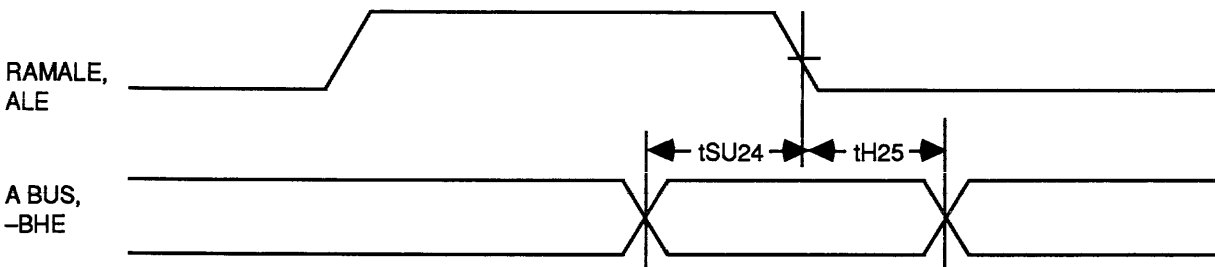 RAMALE,
ALE
tSU24
tH25
A BUS,
–BHE